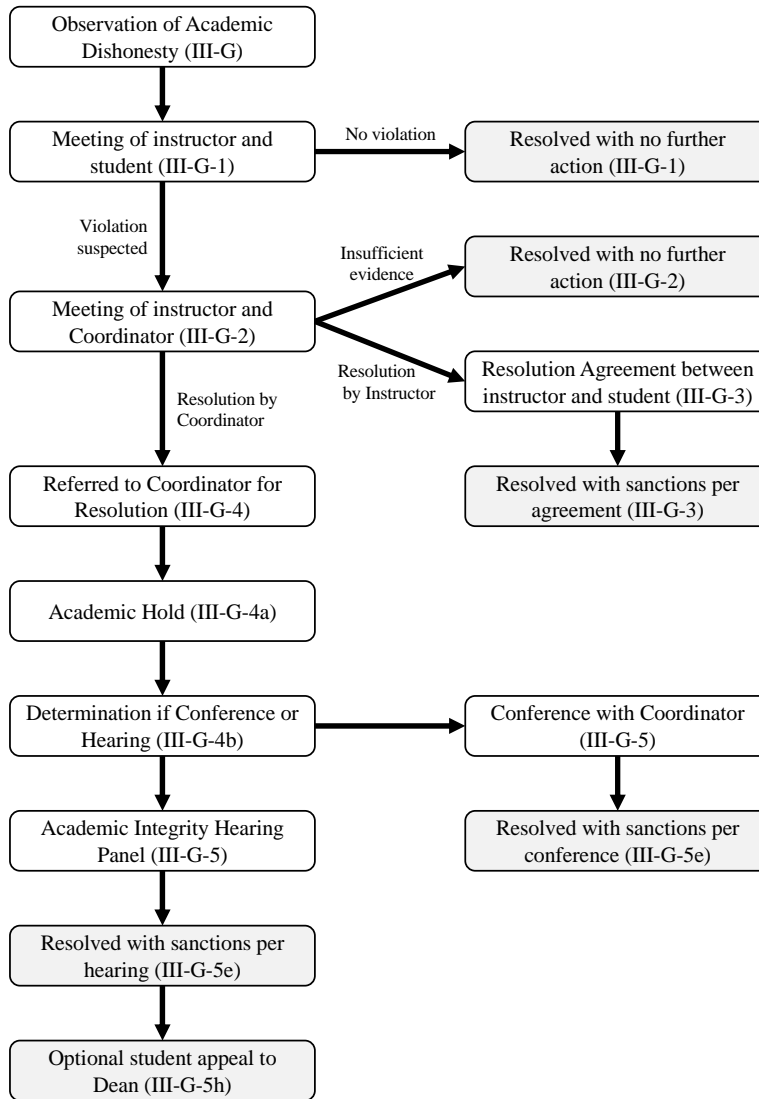 Observation of Academic
Dishonesty (III-G)
Meeting of instructor and
student (III-G-1)
No violation
Resolved with no further
action (III-G-1)
Violation
suspected
Insufficient
evidence
Resolved with no further
action (III-G-2)
Meeting of instructor and
Coordinator (III-G-2)
Resolution
by Instructor
Resolution Agreement between
instructor and student (III-G-3)
Resolution by
Coordinator
Referred to Coordinator for
Resolution (III-G-4)
Resolved with sanctions per
agreement (III-G-3)
Academic Hold (III-G-4a)
Determination if Conference or
Hearing (III-G-4b)
Conference with Coordinator
(III-G-5)
Academic Integrity Hearing
Panel (III-G-5)
Resolved with sanctions per
conference (III-G-5e)
Resolved with sanctions per
hearing (III-G-5e)
Optional student appeal to
Dean (III-G-5h)